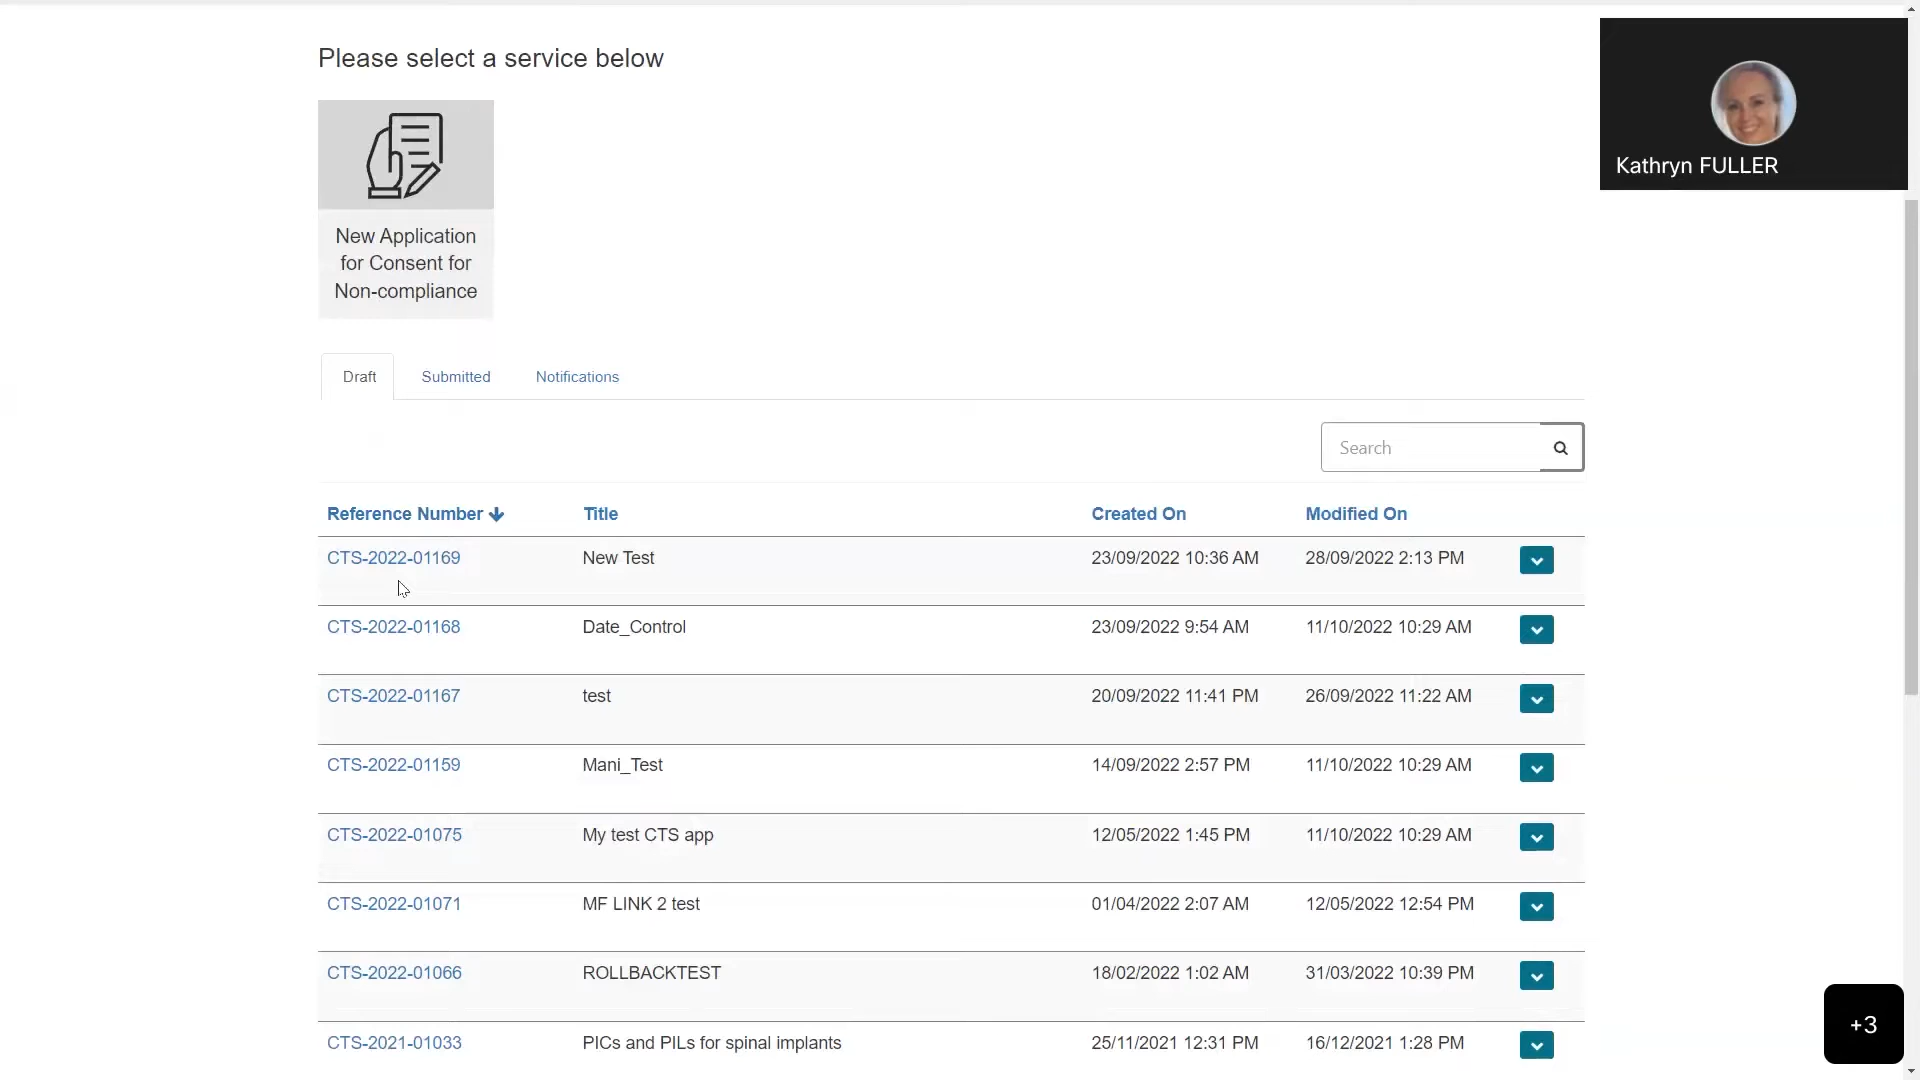 Please select a service below
Kathryn FULLER
New Application
for Consent for
Non-compliance
Draft Submitted Notifications
Search
Reference Number Title Created On Modified On
CTS-2022-01169 New Test 23/09/2022 10:36 AM 28/09/2022 2:13 PM
CTS-2022-01168 Date_Control 23/09/2022 9:54 AM 11/10/2022 10:29 AM
CTS-2022-01167 test 20/09/2022 11:41 PM 26/09/2022 11:22 AM
CTS-2022-01159 Mani_Test 14/09/2022 2:57 PM 11/10/2022 10:29 AM
CTS-2022-01075 My test CTS app 12/05/2022 1:45 PM 11/10/2022 10:29 AM
CTS-2022-01071 MF LINK 2 test 01/04/2022 2:07 AM 12/05/2022 12:54 PM
CTS-2022-01066 ROLLBACKTEST 18/02/2022 1:02 AM 31/03/2022 10:39 PM
CTS-2021-01033 PICs and PILs for spinal implants 25/11/2021 12:31 PM 16/12/2021 1:28 PM
+3